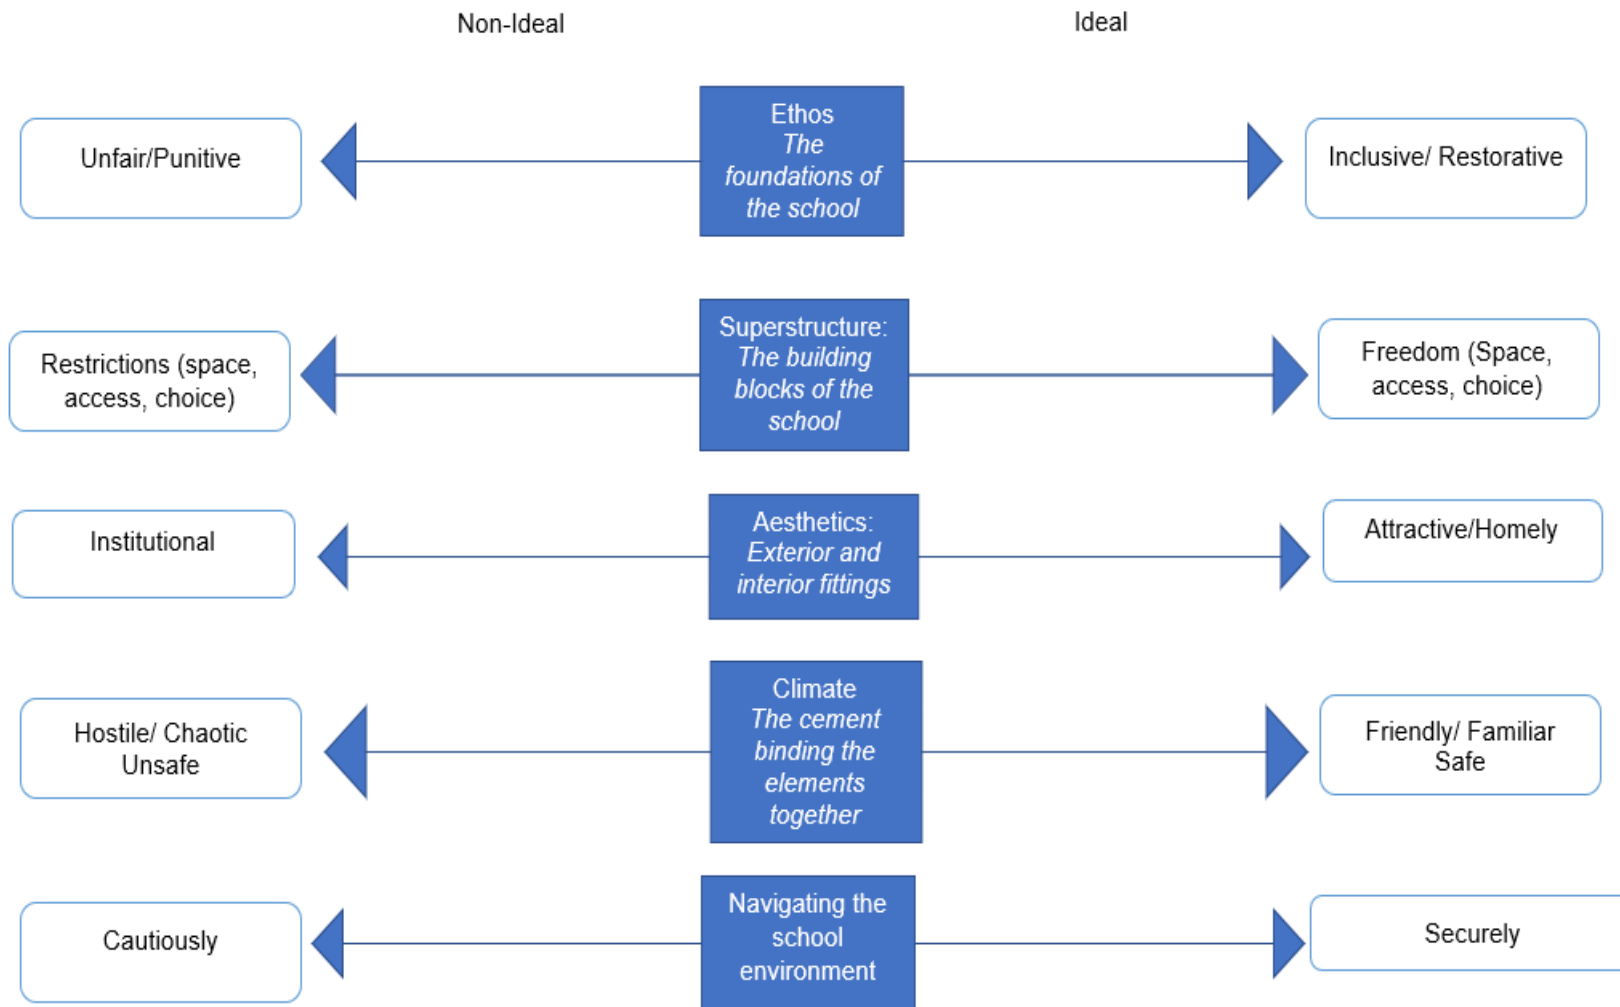 Non-Ideal
Ideal
Unfair/Punitive
Ethos
The
foundations of
the school
Inclusive/ Restorative
Restrictions (space,
access, choice)
Superstructure:
The building
blocks of the
school
Freedom (Space,
access, choice)
Institutional
Aesthetics:
Exterior and
interior fittings
Attractive/Homely
Hostile/ Chaotic
Unsafe
Climate
The cement
binding the
elements
together
Friendly/ Familiar
Safe
Cautiously
Navigating the
school
environment
Securely